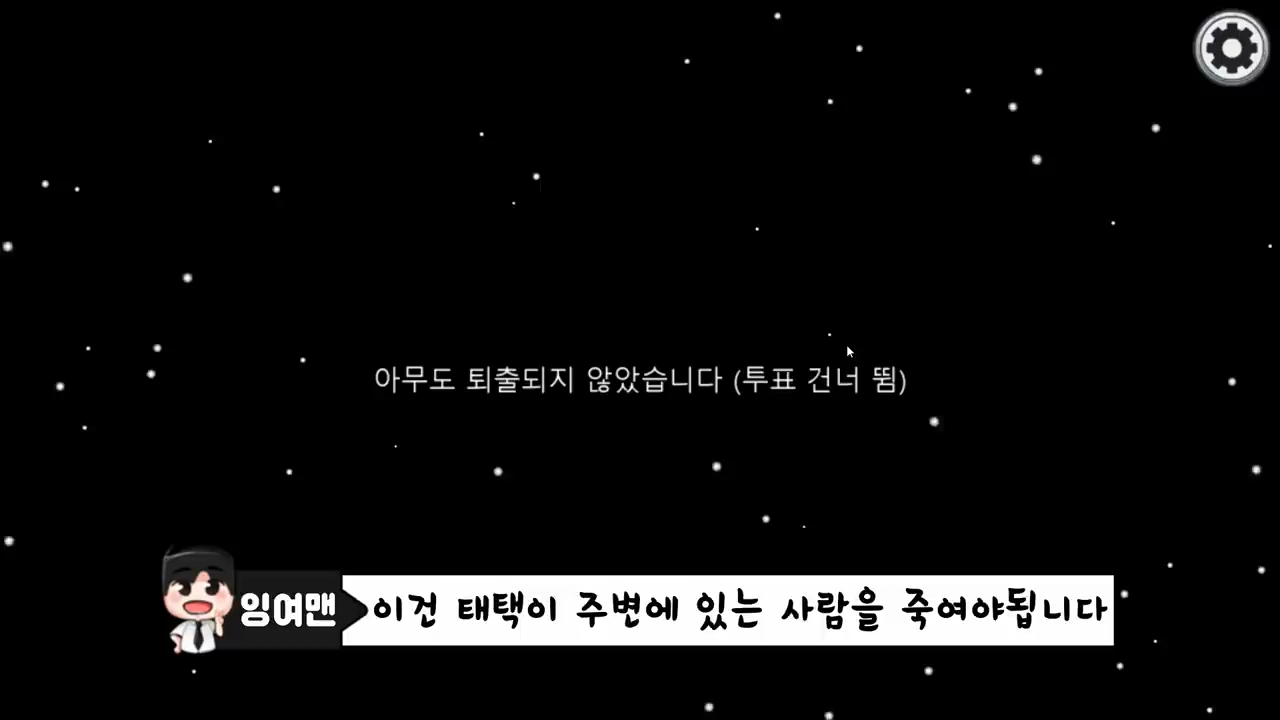 아무도 퇴출되지 않았습니다 (투표 건너 뜀)
잉여맨
이건 태택이 주변에 있는 사람을 죽여야됩니다